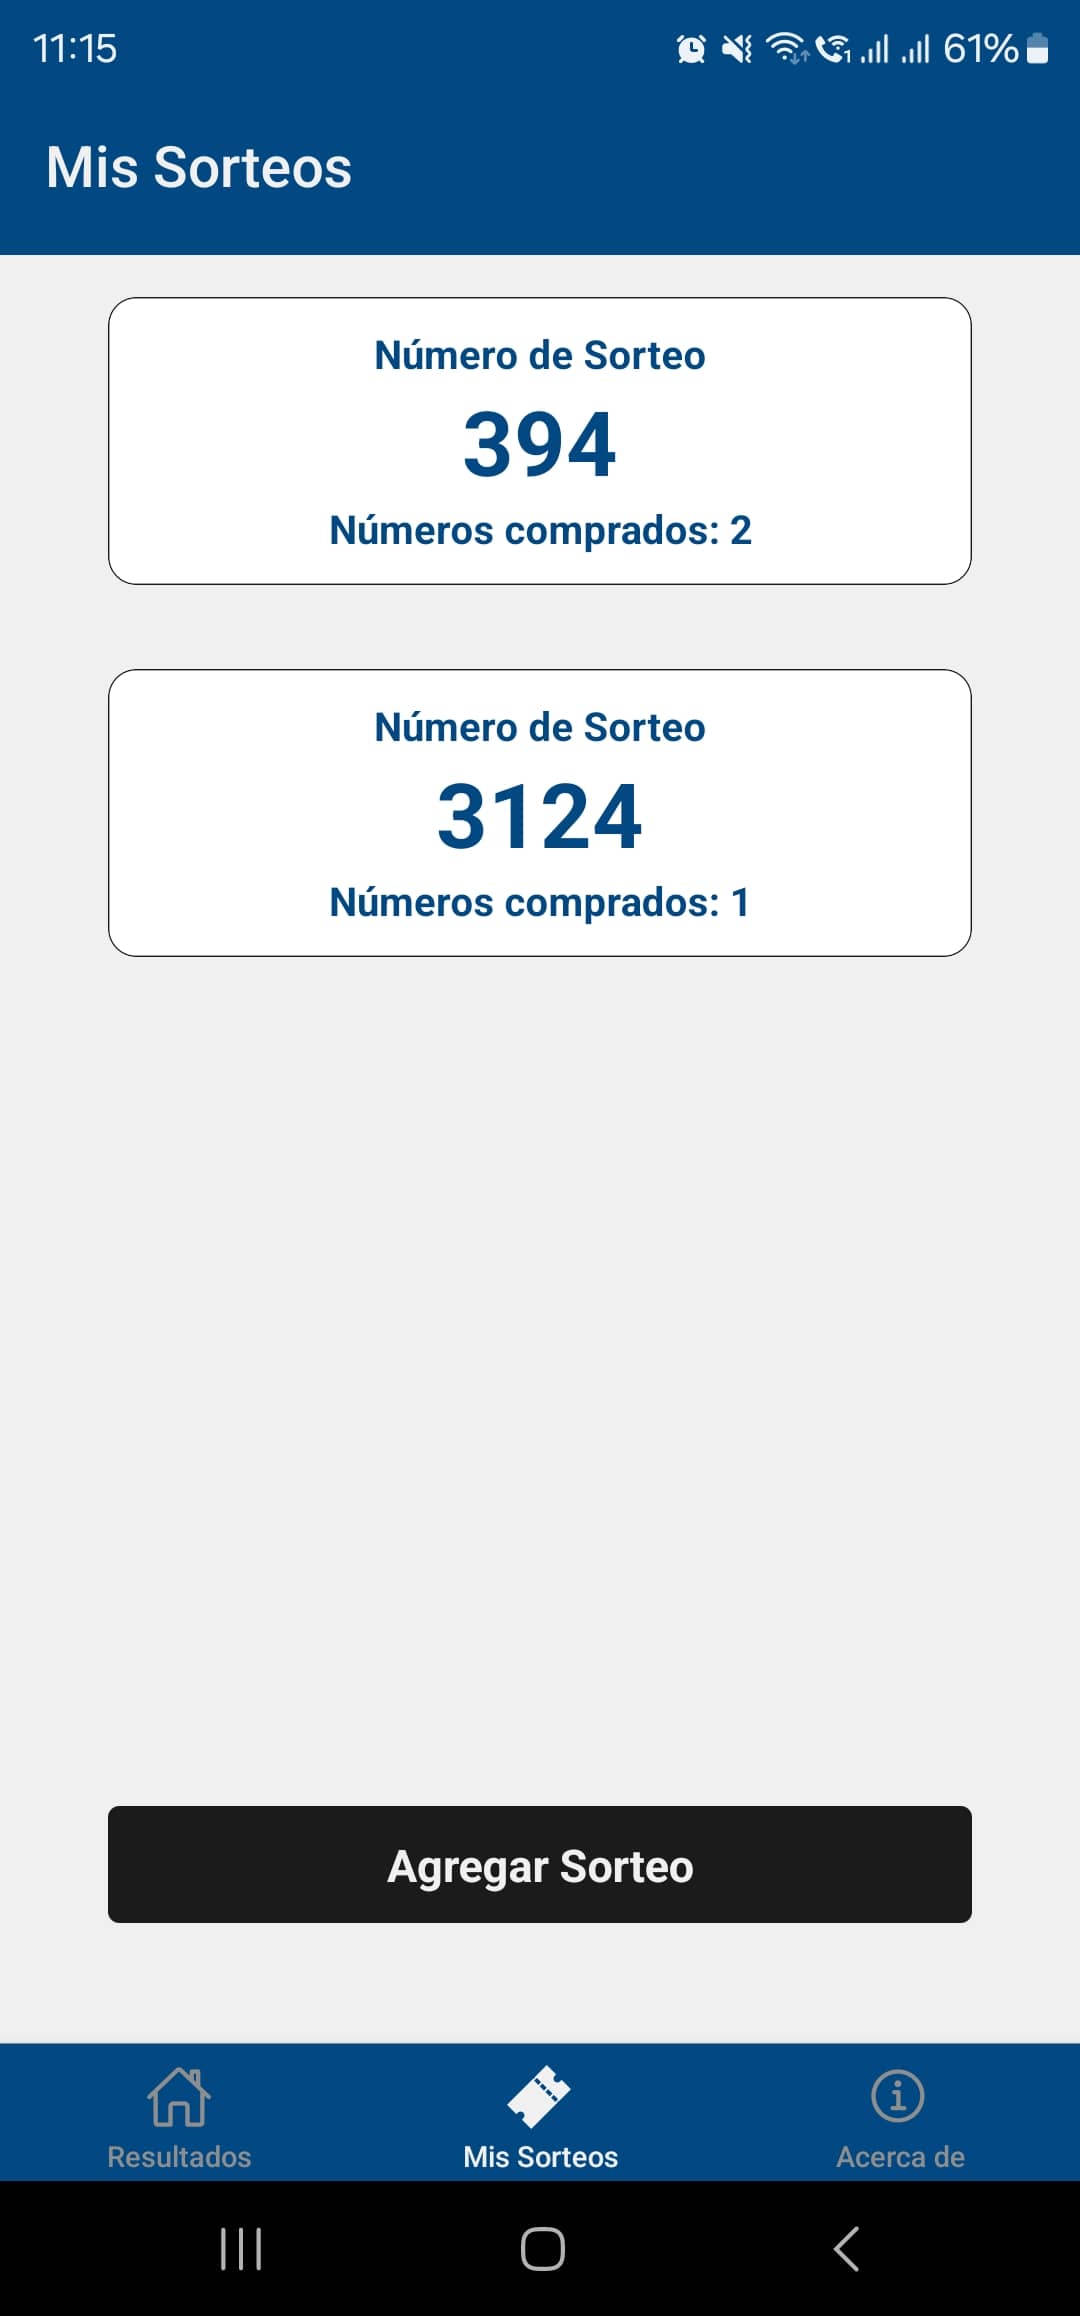 11:15
61%
Mis Sorteos
Número de Sorteo
394
Números comprados: 2
Número de Sorteo
3124
Números comprados: 1
Agregar Sorteo
Resultados
Mis Sorteos
Acerca de